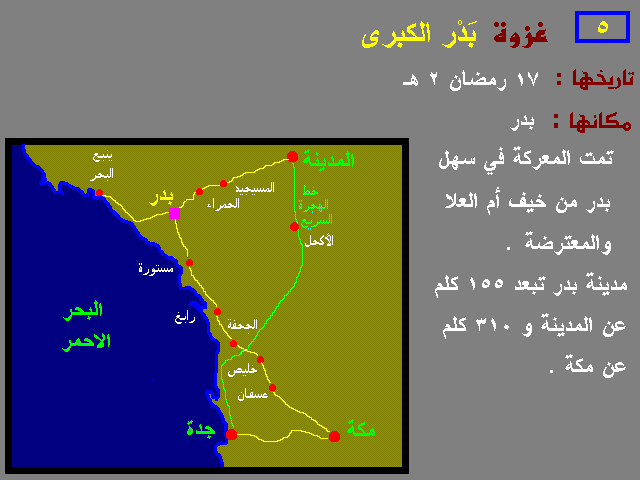 ٥
غزوة بَدْر الكبرى
تاريخها : ١٧ رمضان ٢ هـ
مكانها : بدر
تمت المعركة في سهل
بدر من خيف أم العلا
والمعترضة .
مدينة بدر تبعد ١٥٥ كلم
عن المدينة و ٣١٠ كلم
عن مكة .
المدينة
ينبع
البحر
المسيجيد
الحمراء
بدر
خط
الهجرة
السريع
الأكحل
مستورة
رابغ
الجحفة
خليص
عسفان
البحر
الاحمر
جدة
مكة